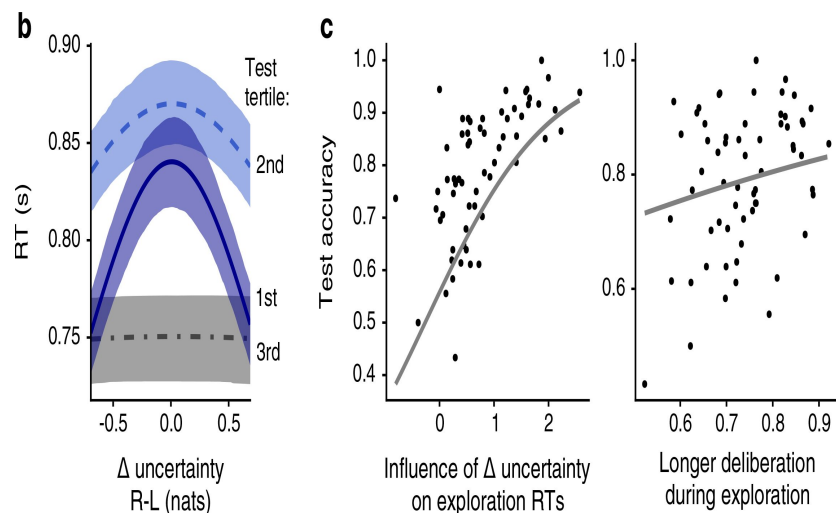 b
0.90
0.85
0.80
0.75
RT (s)
Test
tertile:
2nd
1st
3rd
-0.5
0.0
0.5
Δ uncertainty
R-L (nats)
c
Test accuracy
1.0
0.9
0.8
0.7
0.6
0.5
0.4
0
1
2
Influence of Δ uncertainty
on exploration RTs
1.0
0.8
0.6
0.6
0.7
0.8
0.9
Longer deliberation
during exploration